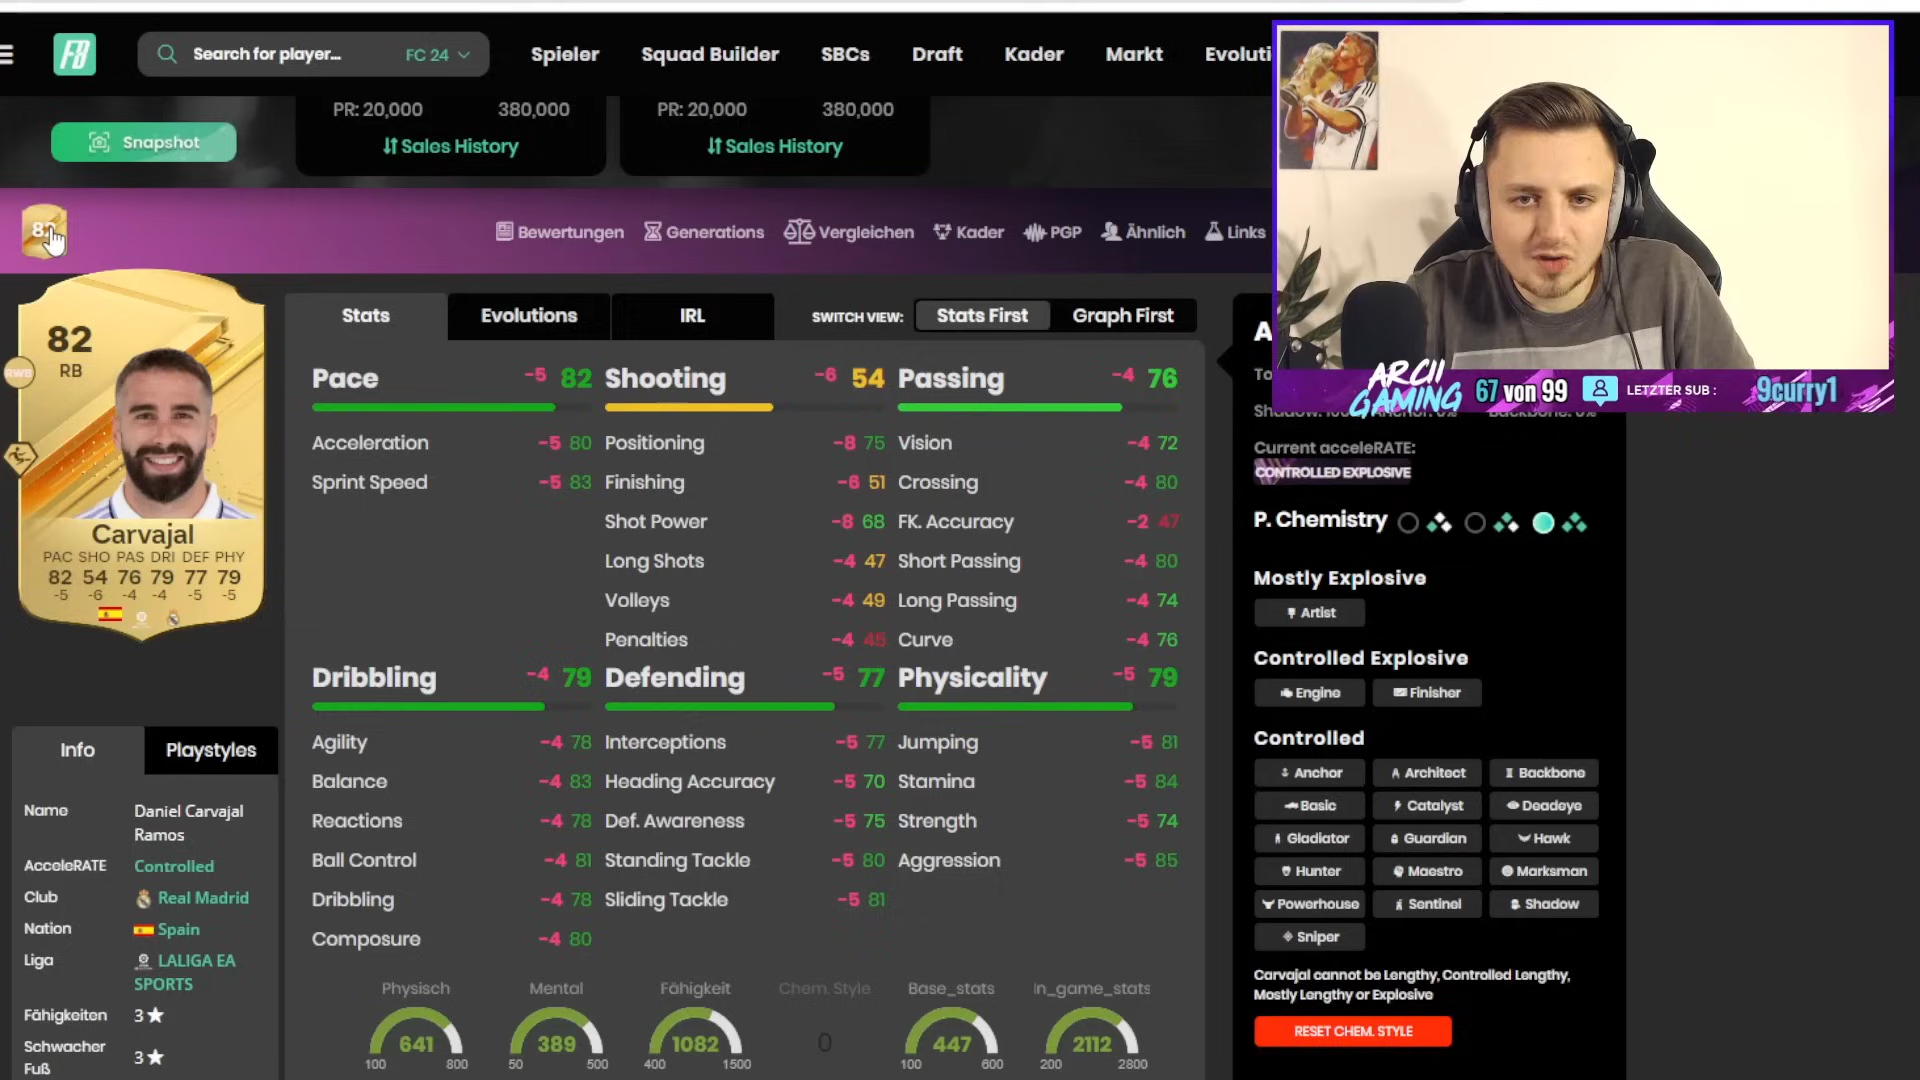 Search for player... FC 24
Spieler Squad Builder SBCs Draft Kader Markt Evoluti
PR: 20,000 380,000
PR: 20,000 380,000
Snapshot
Sales History
Sales History
Bewertungen Generations Vergleichen Kader PGP Ähnlich Links
82
RB
RWB
Carvajal
PAC SHO PAS DRI DEF PHY
82 54 76 79 77 79
-5 -6 -4 -4 -5 -5
Stats Evolutions IRL SWITCH VIEW: Stats First Graph First
Pace -5 82
Acceleration -5 80
Sprint Speed -5 83
Shooting -6 54
Positioning -8 75
Finishing -6 51
Shot Power -8 68
Long Shots -4 47
Volleys -4 49
Penalties -4 45
Passing -4 76
Vision -4 72
Crossing -4 80
FK. Accuracy -2 47
Short Passing -4 80
Long Passing -4 74
Curve -4 76
Dribbling -4 79
Agility -4 78
Balance -4 83
Reactions -4 78
Ball Control -4 81
Dribbling -4 78
Composure -4 80
Defending -5 77
Interceptions -5 77
Heading Accuracy -5 70
Def. Awareness -5 75
Standing Tackle -5 80
Sliding Tackle -5 81
Physicality -5 79
Jumping -5 81
Stamina -5 84
Strength -5 74
Aggression -5 85
Physisch Mental Fähigkeit Chem. Style Base_stats In_game_stats
641 389 1082 0 447 2112
100 800 50 500 400 1500 100 600 200 2800
Info Playstyles
Name Daniel Carvajal
Ramos
AcceleRATE Controlled
Club Real Madrid
Nation Spain
Liga LALIGA EA
SPORTS
Fähigkeiten 3★
Schwacher
Fuß 3★
ARCII
GAMING
67 von 99 LETZTER SUB : 9curry1
Current acceleRATE:
CONTROLLED EXPLOSIVE
P. Chemistry
Mostly Explosive
Artist
Controlled Explosive
Engine Finisher
Controlled
Anchor Architect Backbone
Basic Catalyst Deadeye
Gladiator Guardian Hawk
Hunter Maestro Marksman
Powerhouse Sentinel Shadow
Sniper
Carvajal cannot be Lengthy, Controlled Lengthy,
Mostly Lengthy or Explosive
RESET CHEM. STYLE